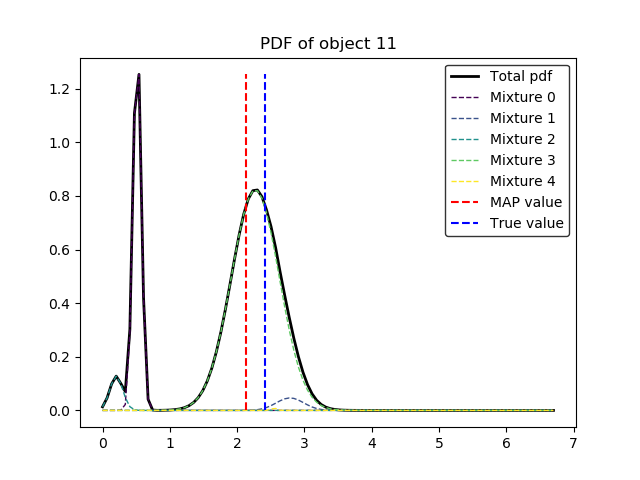 PDF of object 11
Total pdf
Mixture 0
Mixture 1
Mixture 2
Mixture 3
Mixture 4
MAP value
True value
1.2
1.0
0.8
0.6
0.4
0.2
0.0
0 1 2 3 4 5 6 7